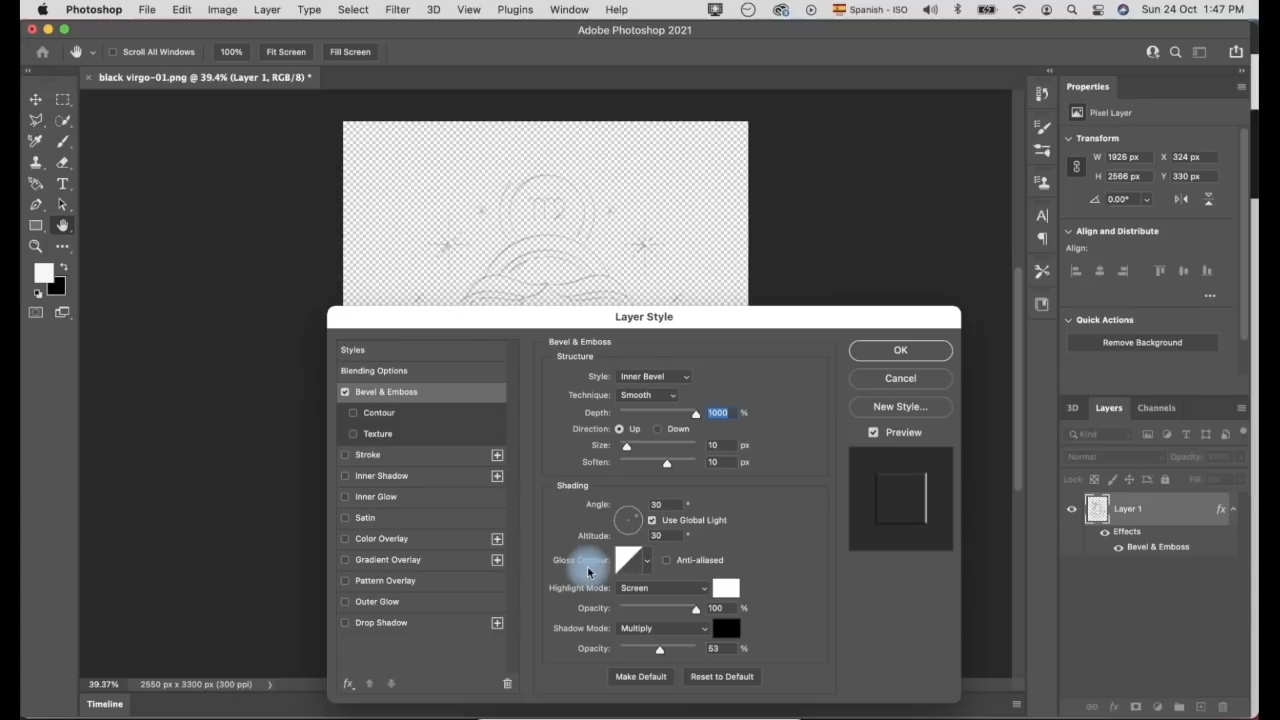 Photoshop File Edit Image Layer Type Select Filter 3D View Plugins Window Help Spanish - ISO Sun 24 Oct 1:47 PM
Adobe Photoshop 2021
Scroll All Windows 100% Fit Screen Fill Screen
× black virgo-01.png @ 39.4% (Layer 1, RGB/8) *
Properties
Pixel Layer
Transform
W 1926 px X 324 px
H 2566 px Y 330 px
0.00°
Align and Distribute
Align:
Quick Actions
Remove Background
3D Layers Channels
Kind
Normal Opacity: 100%
Lock: Fill:
Layer 1 fx
Effects
Bevel & Emboss
Layer Style
Styles
Blending Options
Bevel & Emboss
Contour
Texture
Stroke
Inner Shadow
Inner Glow
Satin
Color Overlay
Gradient Overlay
Pattern Overlay
Outer Glow
Drop Shadow
fx
Bevel & Emboss
Structure
Style: Inner Bevel
Technique: Smooth
Depth: 1000 %
Direction: Up Down
Size: 10 px
Soften: 10 px
Shading
Angle: 30 °
Use Global Light
Altitude: 30 °
Gloss Contour: Anti-aliased
Highlight Mode: Screen
Opacity: 100 %
Shadow Mode: Multiply
Opacity: 53 %
Make Default Reset to Default
OK
Cancel
New Style...
Preview
39.37% 2550 px x 3300 px (300 ppi)
Timeline